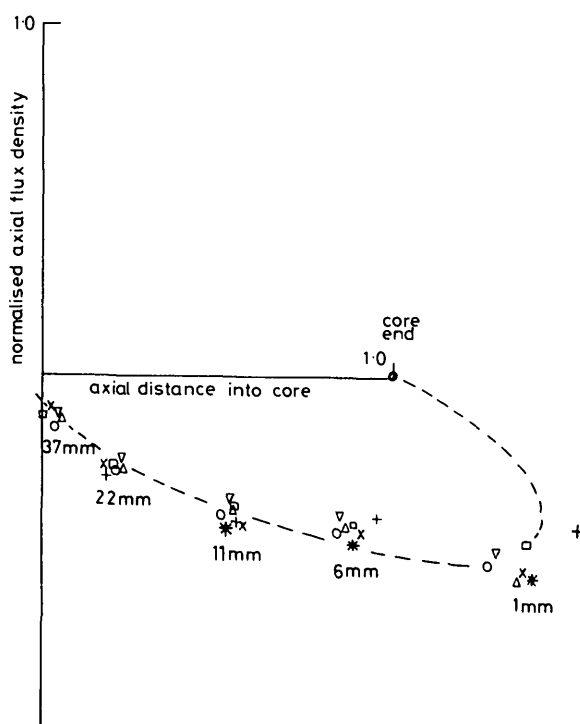 1·0
normalised axial flux density
core
end
1·0
axial distance into core
37mm
22mm
11mm
6mm
1mm